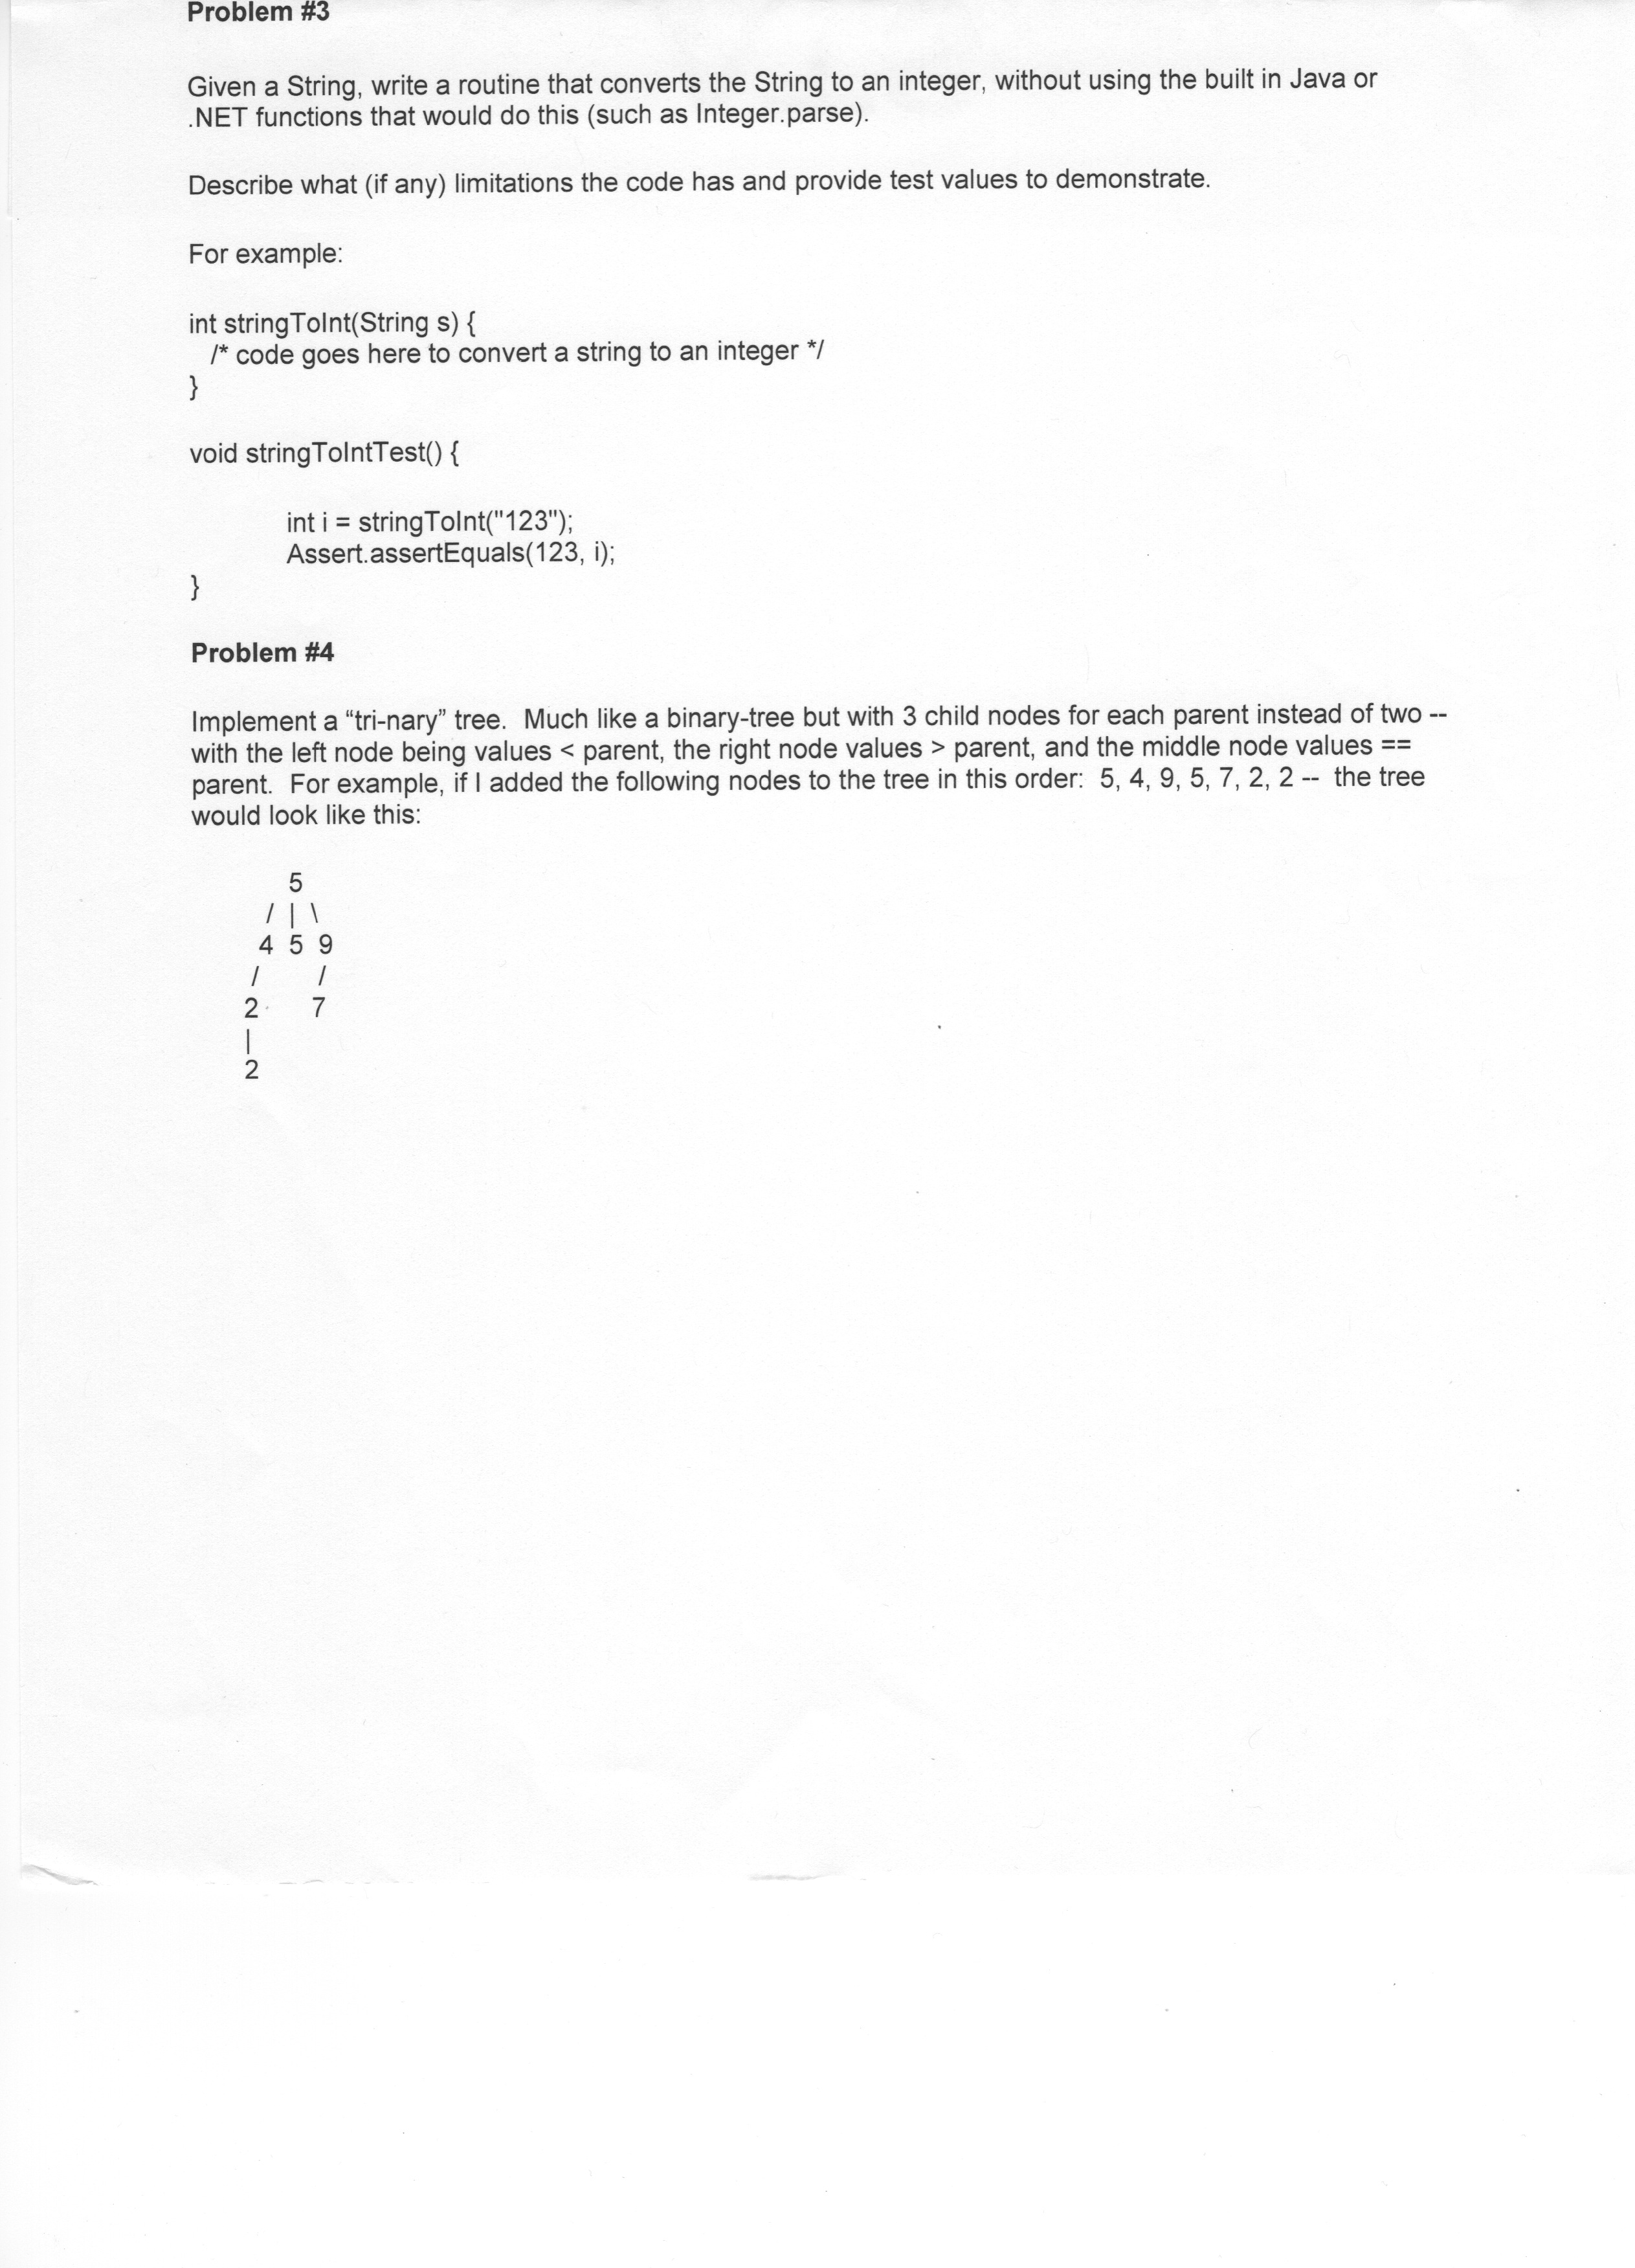 Problem #3
Given a String, write a routine that converts the String to an integer, without using the built in Java or
.NET functions that would do this (such as Integer.parse).
Describe what (if any) limitations the code has and provide test values to demonstrate.
For example:
int stringToInt(String s) {
/* code goes here to convert a string to an integer */
}
void stringToIntTest() {
int i = stringToInt("123");
Assert.assertEquals(123, i);
}
Problem #4
Implement a “tri-nary” tree.  Much like a binary-tree but with 3 child nodes for each parent instead of two --
with the left node being values < parent, the right node values > parent, and the middle node values ==
parent.  For example, if I added the following nodes to the tree in this order:  5, 4, 9, 5, 7, 2, 2 --  the tree
would look like this:
5
/ | \
4 5 9
/ /
2 7
|
2